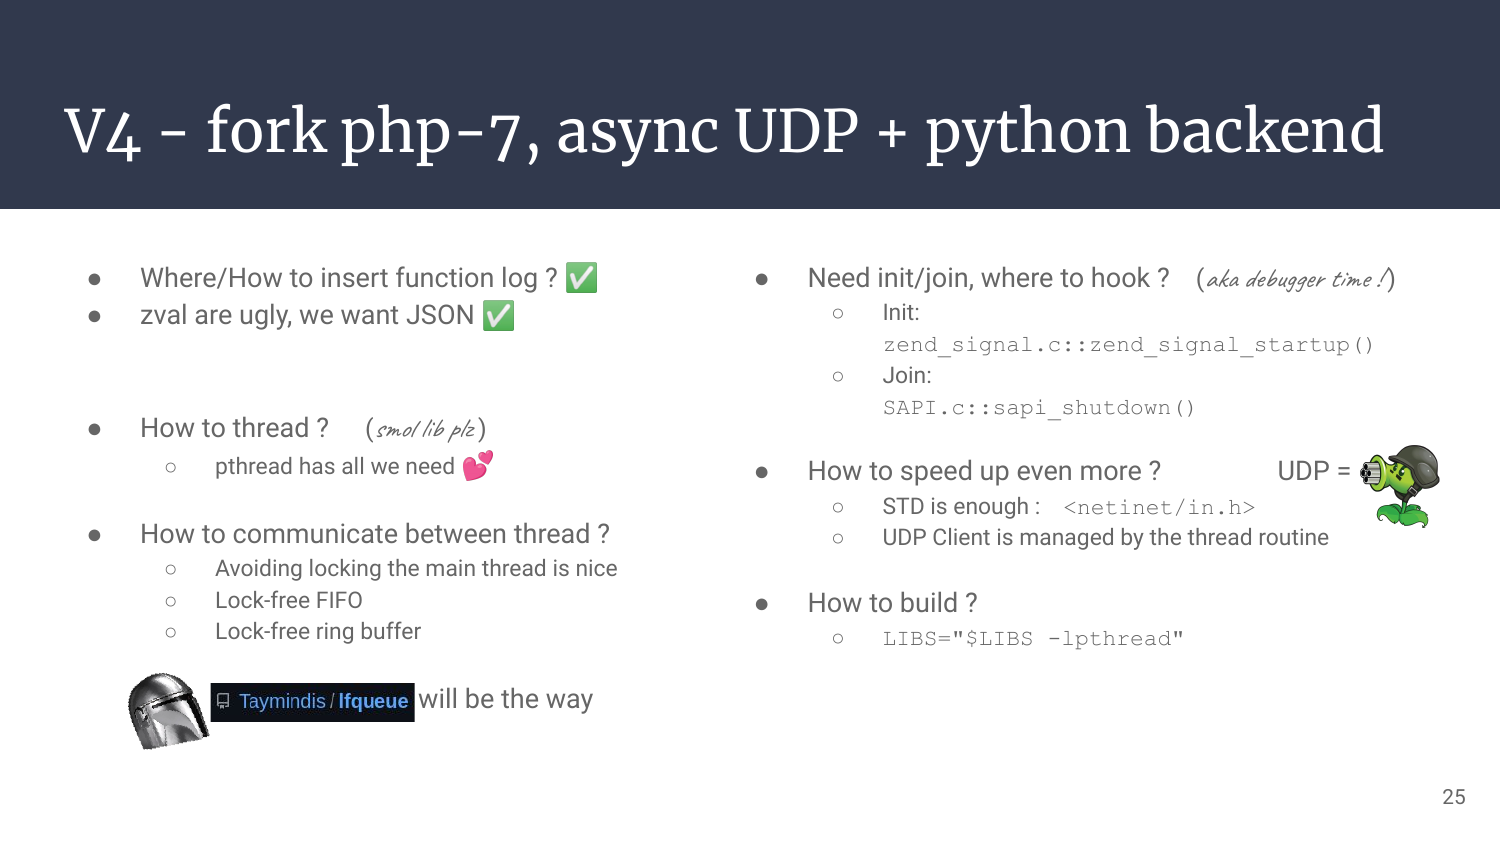 V4 - fork php-7, async UDP + python backend
● Where/How to insert function log ? ✅
● zval are ugly, we want JSON ✅
● How to thread ? (smol lib plz)
○ pthread has all we need 💕
● How to communicate between thread ?
○ Avoiding locking the main thread is nice
○ Lock-free FIFO
○ Lock-free ring buffer
Taymindis / lfqueue will be the way
● Need init/join, where to hook ? (aka debugger time !)
○ Init:
zend_signal.c::zend_signal_startup()
○ Join:
SAPI.c::sapi_shutdown()
● How to speed up even more ? UDP =
○ STD is enough : <netinet/in.h>
○ UDP Client is managed by the thread routine
● How to build ?
○ LIBS="$LIBS -lpthread"
25